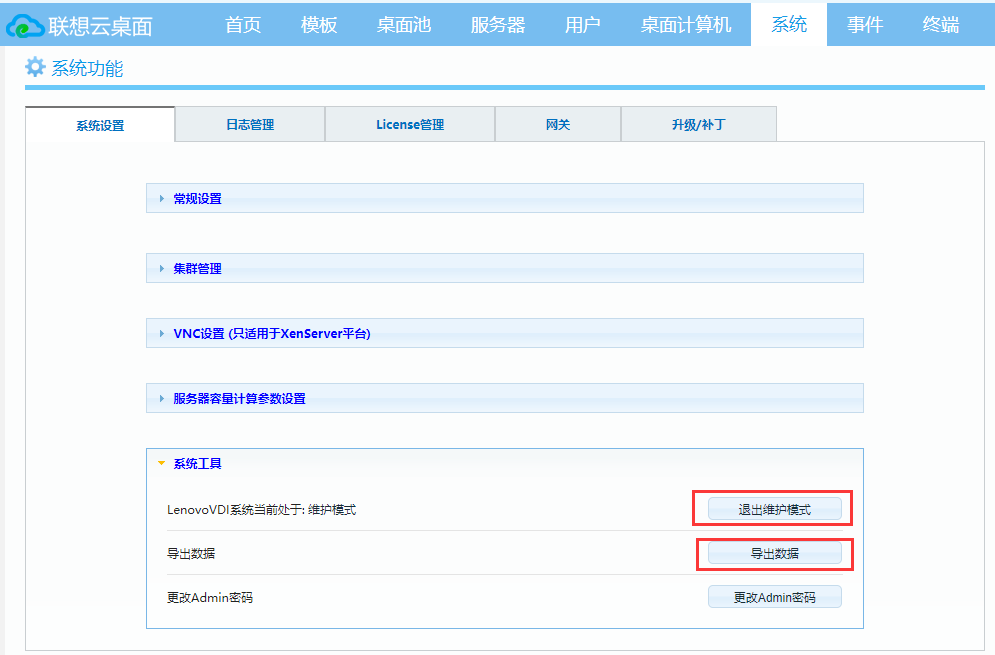 联想云桌面 首页 模板 桌面池 服务器 用户 桌面计算机 系统 事件 终端
系统功能
系统设置 日志管理 License管理 网关 升级/补丁
常规设置
集群管理
VNC设置 (只适用于XenServer平台)
服务器容量计算参数设置
系统工具
LenovoVDI系统当前处于: 维护模式 退出维护模式
导出数据 导出数据
更改Admin密码 更改Admin密码